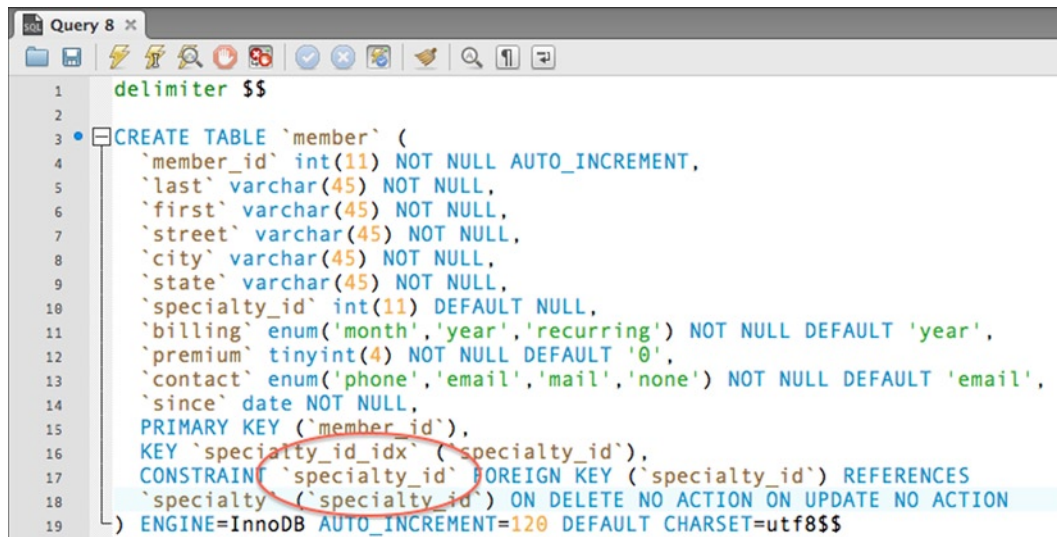 Query 8
1 delimiter $$
2
3 CREATE TABLE `member` (
4 `member_id` int(11) NOT NULL AUTO_INCREMENT,
5 `last` varchar(45) NOT NULL,
6 `first` varchar(45) NOT NULL,
7 `street` varchar(45) NOT NULL,
8 `city` varchar(45) NOT NULL,
9 `state` varchar(45) NOT NULL,
10 `specialty_id` int(11) DEFAULT NULL,
11 `billing` enum('month','year','recurring') NOT NULL DEFAULT 'year',
12 `premium` tinyint(4) NOT NULL DEFAULT '0',
13 `contact` enum('phone','email','mail','none') NOT NULL DEFAULT 'email',
14 `since` date NOT NULL,
15 PRIMARY KEY (`member_id`),
16 KEY `specialty_id_idx` (`specialty_id`),
17 CONSTRAINT `specialty_id` FOREIGN KEY (`specialty_id`) REFERENCES
18 `specialty` (`specialty_id`) ON DELETE NO ACTION ON UPDATE NO ACTION
19 ) ENGINE=InnoDB AUTO_INCREMENT=120 DEFAULT CHARSET=utf8$$